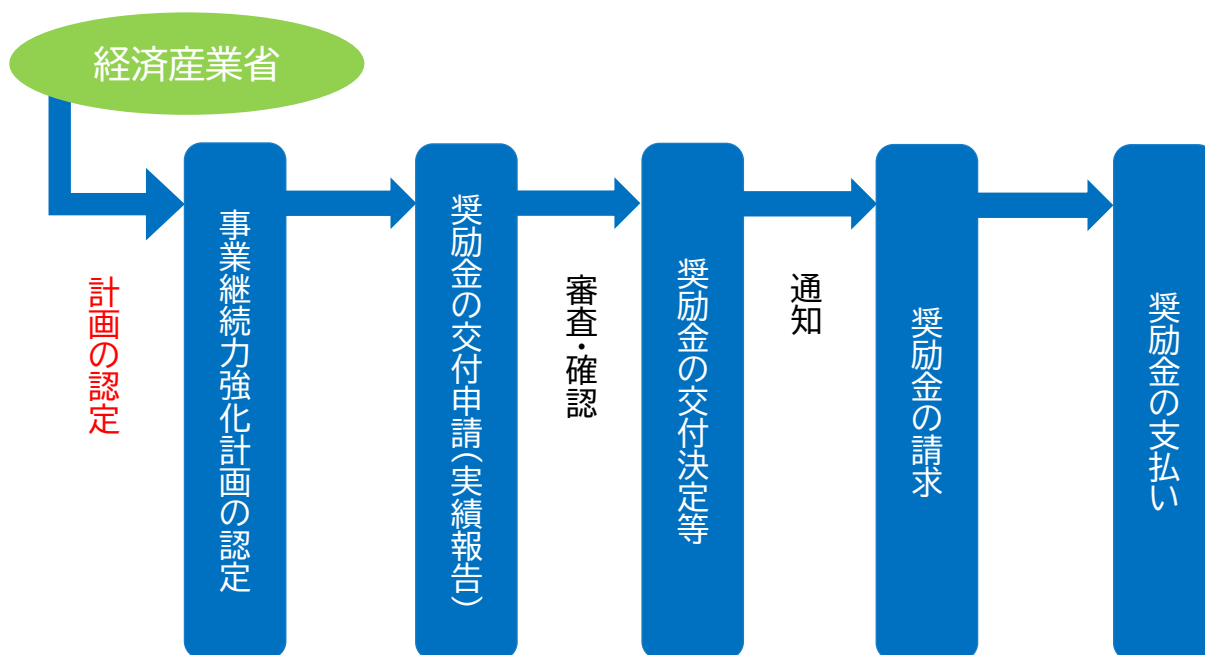 経済産業省
計画の認定
事業継続力強化計画の認定
奨励金の交付申請(実績報告)
審査・確認
奨励金の交付決定等
通知
奨励金の請求
奨励金の支払い